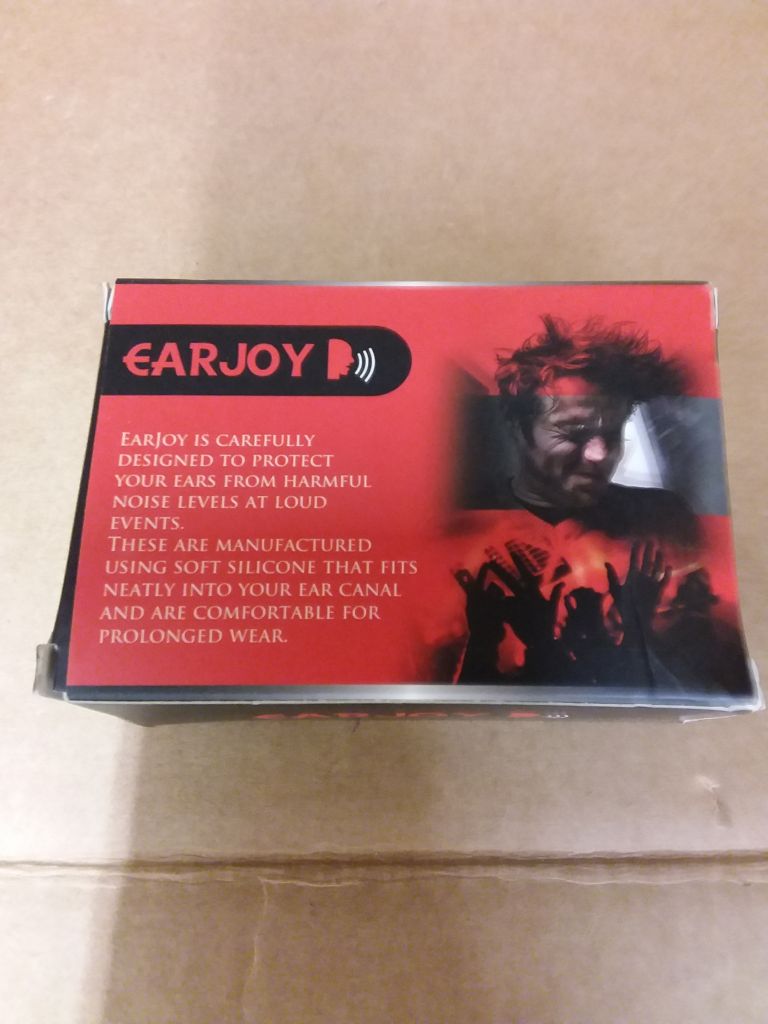 EARJOY
EARJOY IS CAREFULLY
DESIGNED TO PROTECT
YOUR EARS FROM HARMFUL
NOISE LEVELS AT LOUD
EVENTS.
THESE ARE MANUFACTURED
USING SOFT SILICONE THAT FITS
NEATLY INTO YOUR EAR CANAL
AND ARE COMFORTABLE FOR
PROLONGED WEAR.
EARJOY